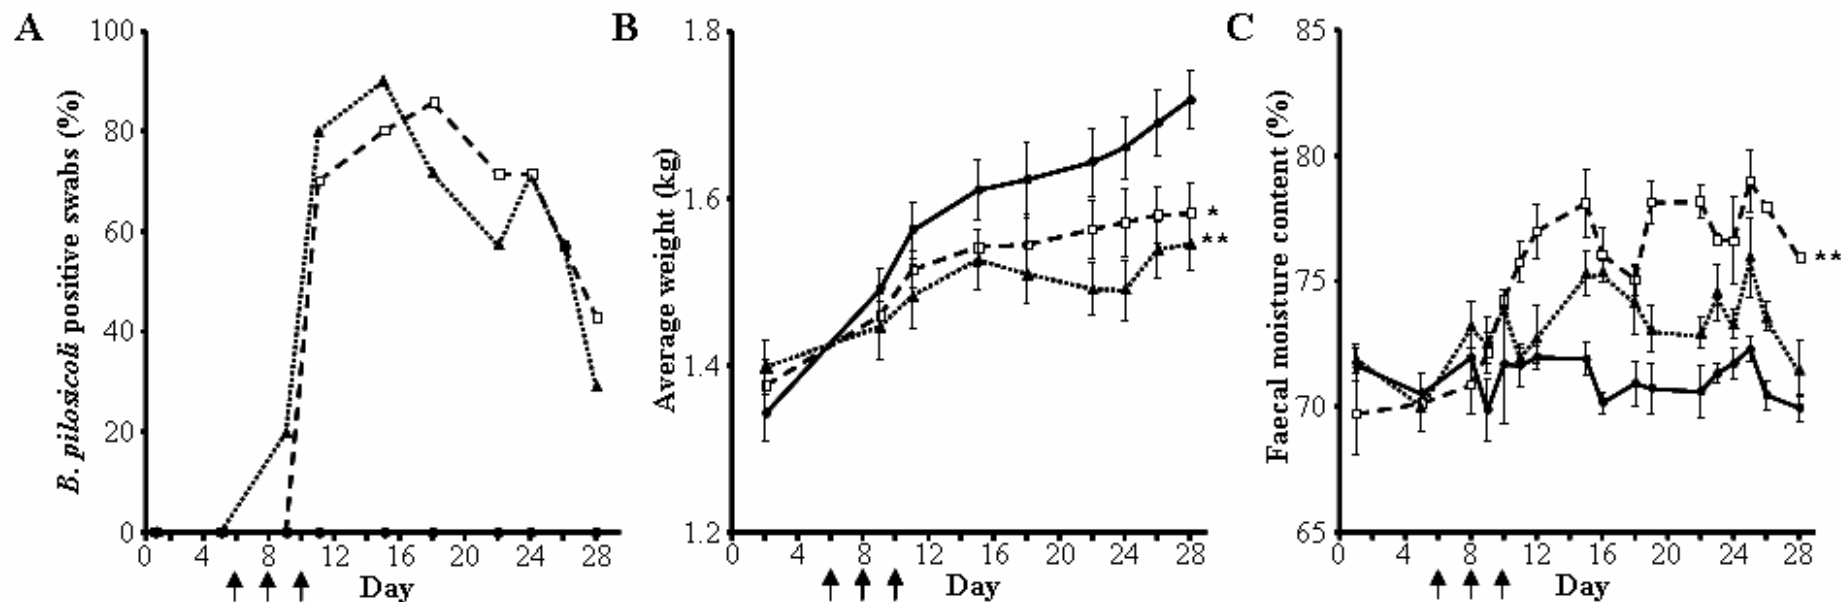 A
B. pilosicoli positive swabs (%)
100
80
60
40
20
0
0 4 8 12 16 20 24 28
Day
B
Average weight (kg)
1.8
1.6
1.4
1.2
*
**
0 4 8 12 16 20 24 28
Day
C
Faecal moisture content (%)
85
80
75
70
65
**
0 4 8 12 16 20 24 28
Day